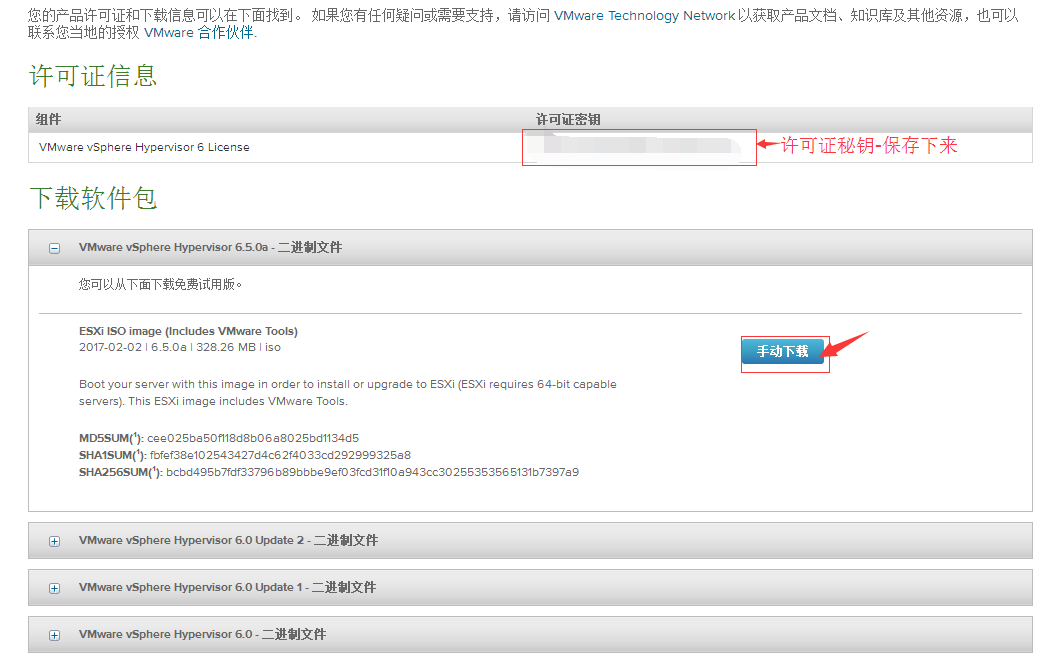 您的产品许可证和下载信息可以在下面找到。 如果您有任何疑问或需要支持，请访问 VMware Technology Network 以获取产品文档、知识库及其他资源，也可以
联系您当地的授权 VMware 合作伙伴.
许可证信息
组件 许可证密钥
VMware vSphere Hypervisor 6 License
许可证秘钥-保存下来
下载软件包
VMware vSphere Hypervisor 6.5.0a - 二进制文件
您可以从下面下载免费试用版。
ESXi ISO image (Includes VMware Tools)
2017-02-02 | 6.5.0a | 328.26 MB | iso
手动下载
Boot your server with this image in order to install or upgrade to ESXi (ESXi requires 64-bit capable
servers). This ESXi image includes VMware Tools.
MD5SUM(¹): cee025ba50f118d8b06a8025bd1134d5
SHA1SUM(¹): fbfef38e102543427d4c62f4033cd292999325a8
SHA256SUM(¹): bcbd495b7fdf33796b89bbbe9ef03fcd31f10a943cc30255353565131b7397a9
VMware vSphere Hypervisor 6.0 Update 2 - 二进制文件
VMware vSphere Hypervisor 6.0 Update 1 - 二进制文件
VMware vSphere Hypervisor 6.0 - 二进制文件